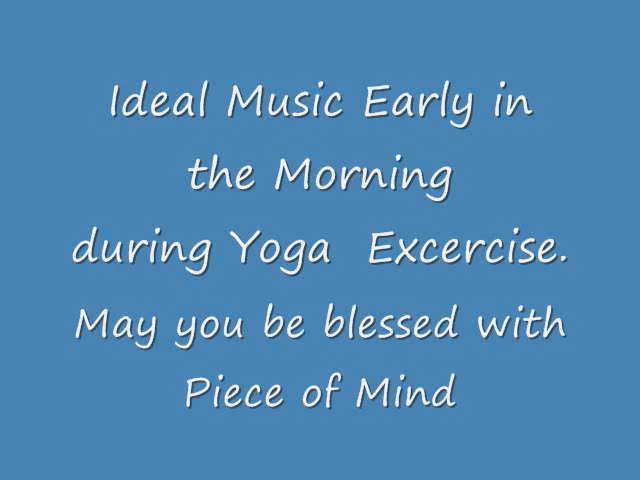 Ideal Music Early in
the Morning
during Yoga  Excercise.
May you be blessed with
Piece of Mind